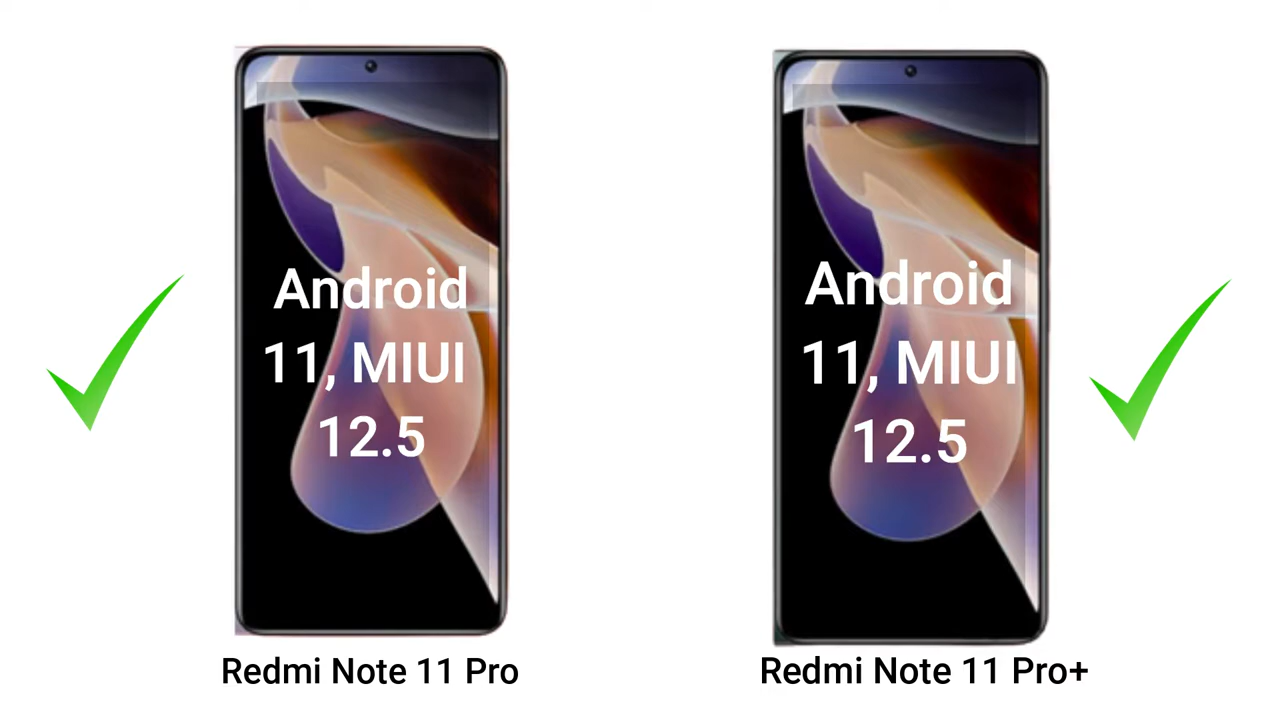 Android
11, MIUI
12.5
Redmi Note 11 Pro
Android
11, MIUI
12.5
Redmi Note 11 Pro+